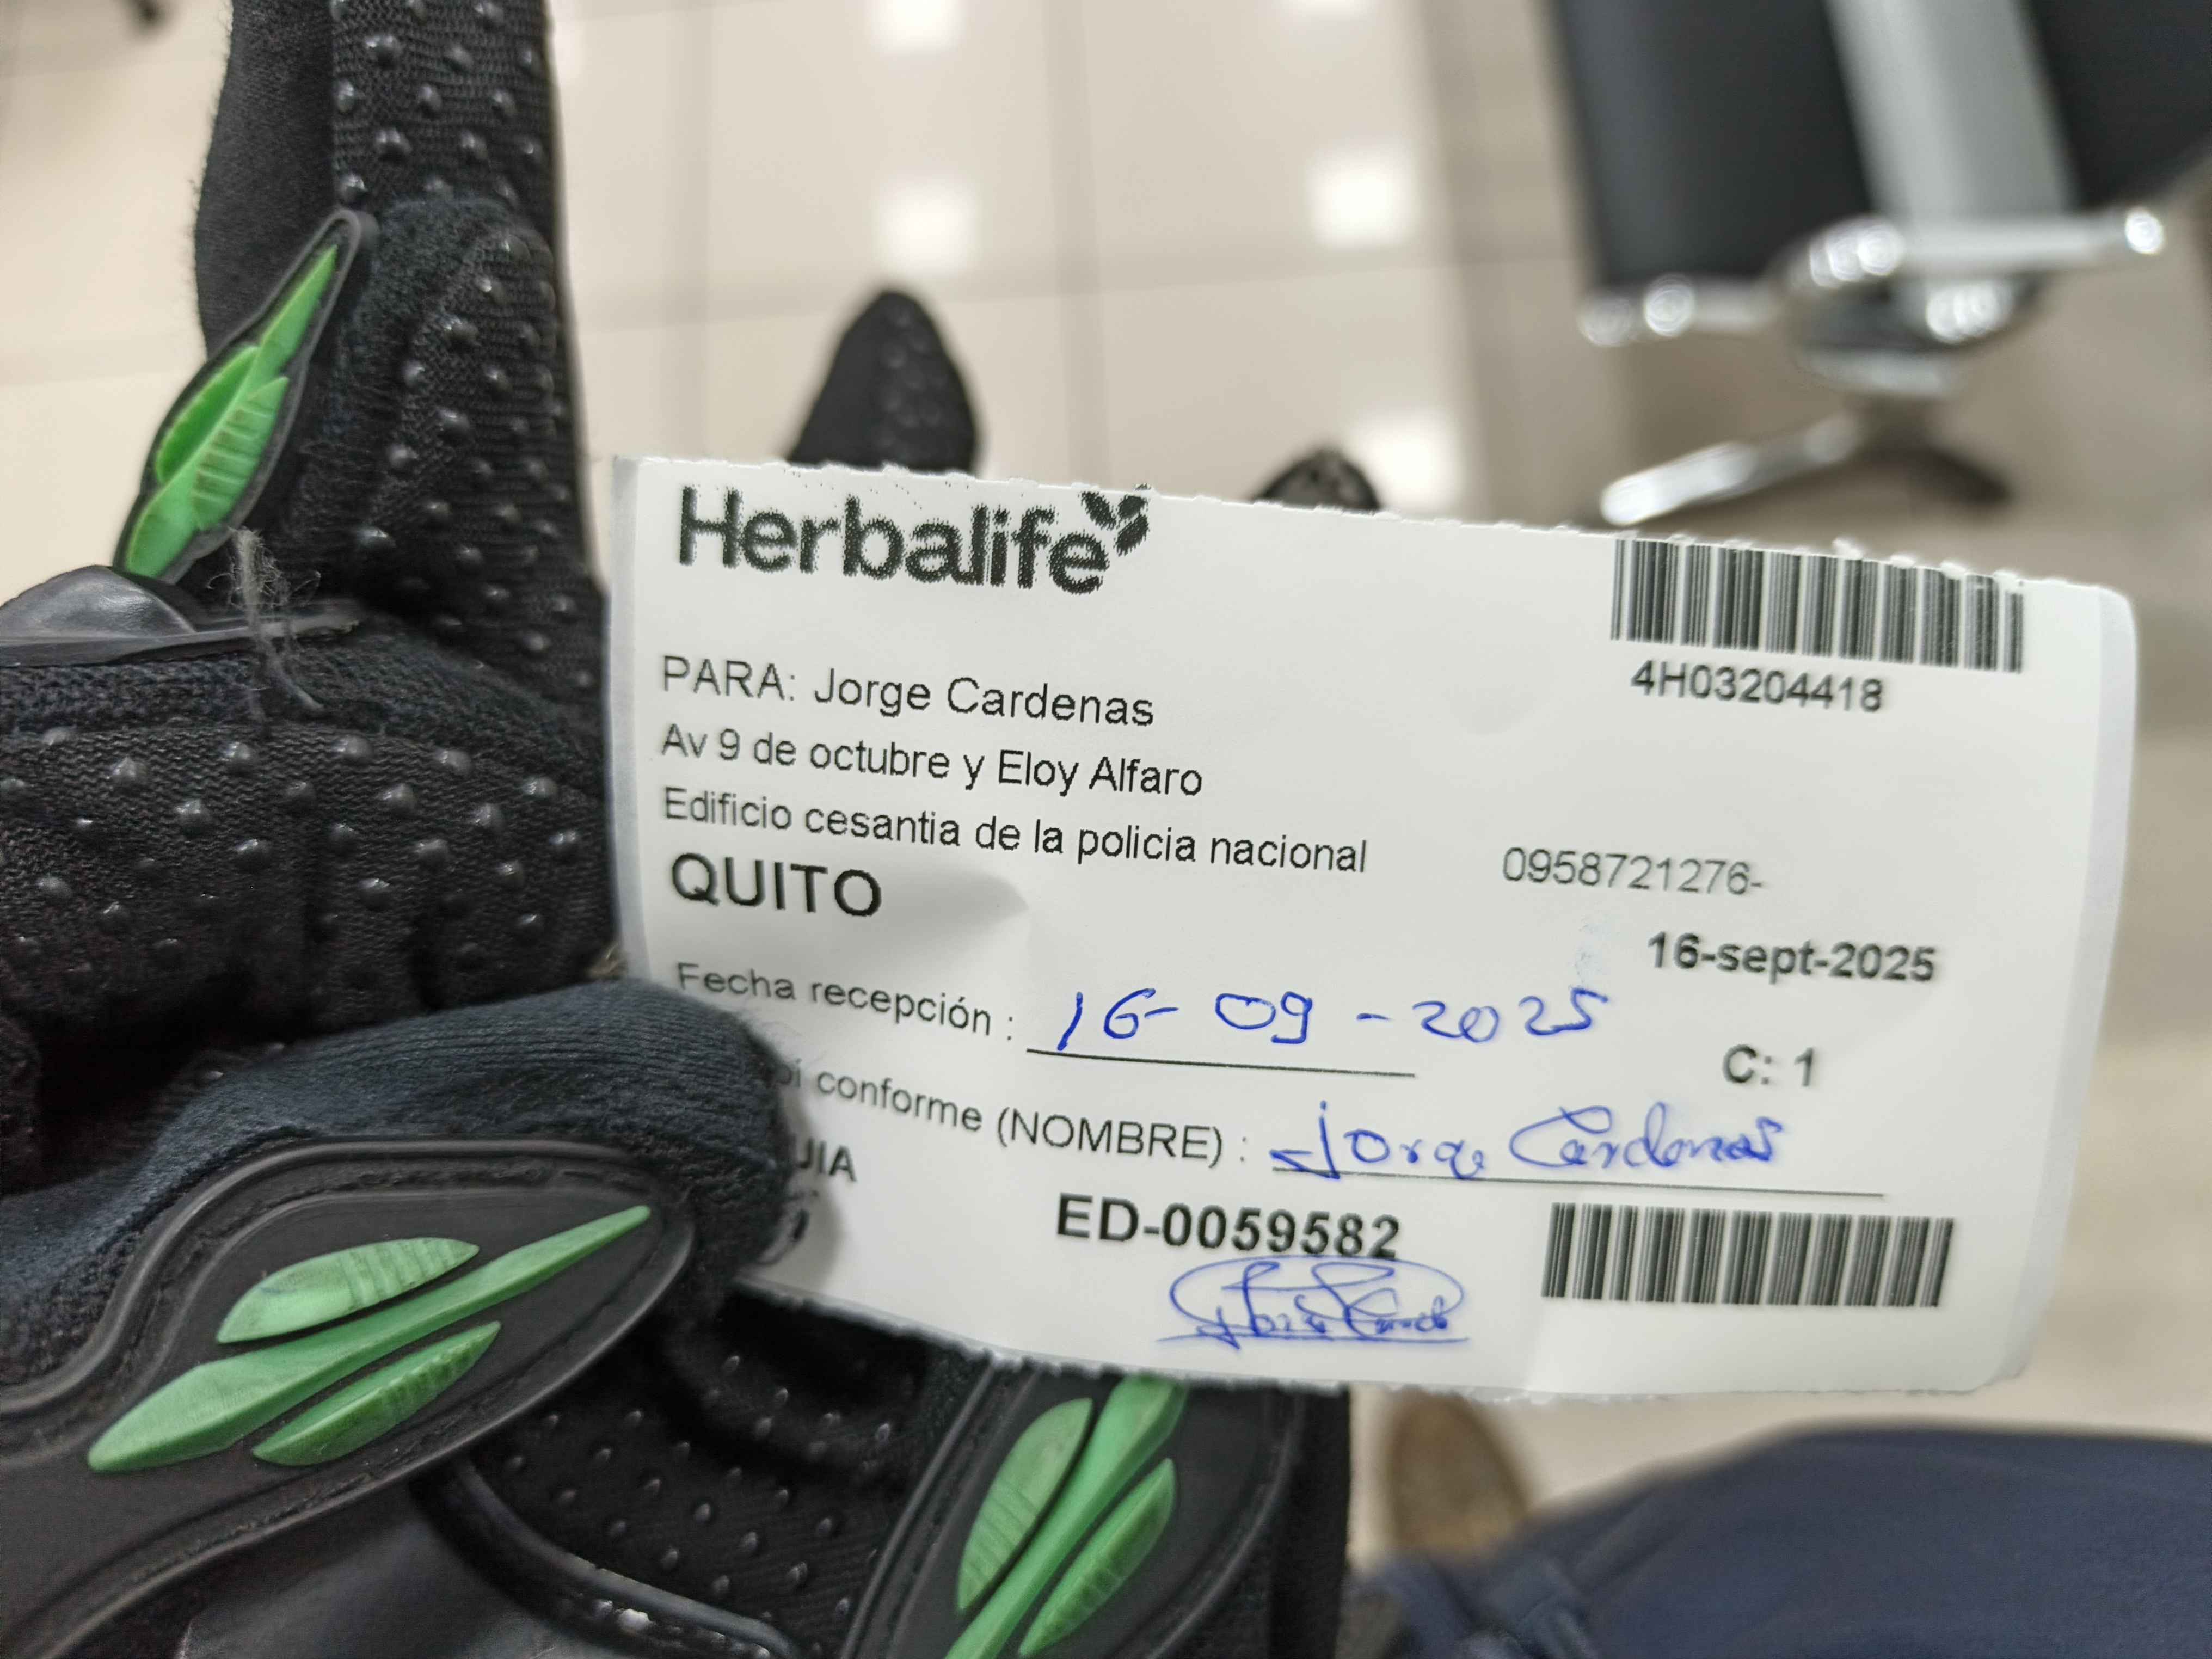 Herbalife
4H03204418
PARA: Jorge Cardenas
Av 9 de octubre y Eloy Alfaro
Edificio cesantia de la policia nacional 0958721276-
QUITO
16-sept-2025
Fecha recepción : 16-09-2025
C: 1
conforme (NOMBRE) : Jorge Cardenas
ED-0059582